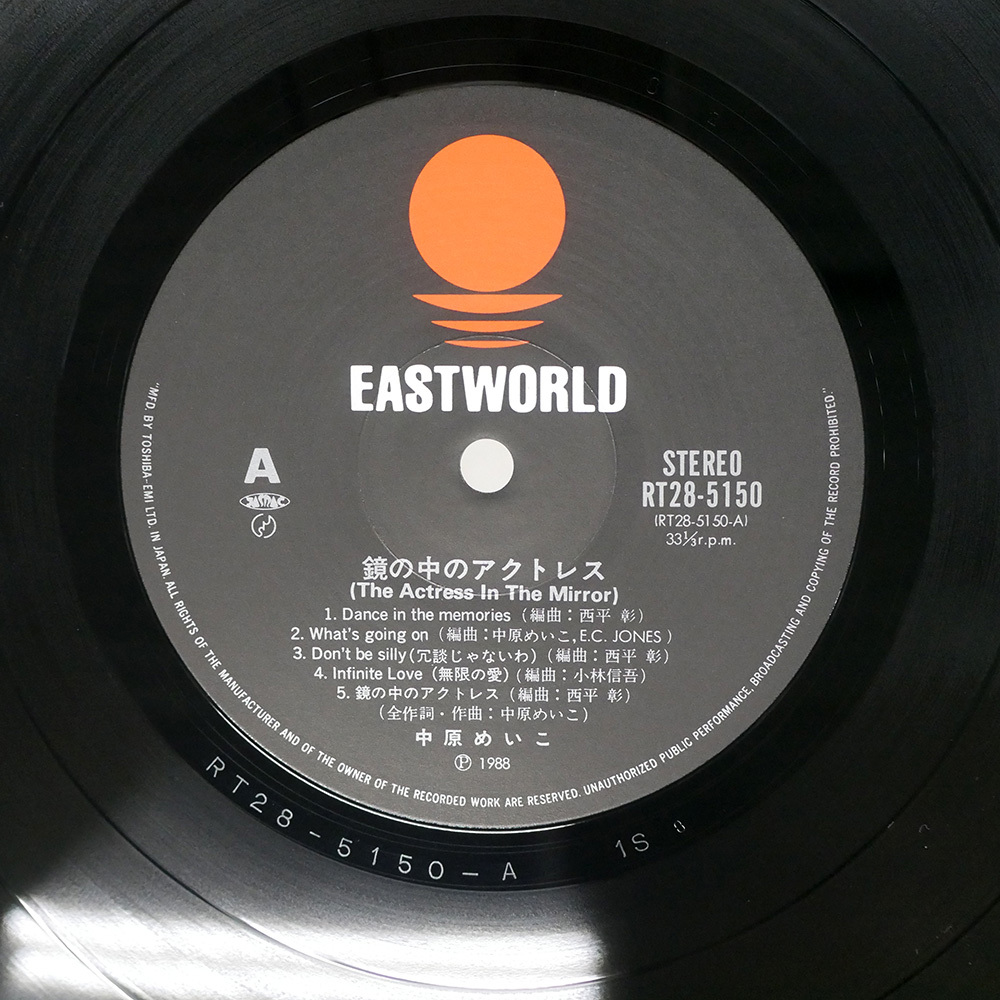 EASTWORLD
A
JASRAC
STEREO
RT28-5150
(RT28-5150-A)
33⅓r.p.m.
鏡の中のアクトレス
(The Actress In The Mirror)
1. Dance in the memories (編曲：西平 彰)
2. What's going on (編曲：中原めいこ, E.C. JONES)
3. Don't be silly(冗談じゃないわ) (編曲：西平 彰)
4. Infinite Love (無限の愛) (編曲：小林信吾)
5. 鏡の中のアクトレス (編曲：西平 彰)
(全作詞・作曲：中原めいこ)
中原めいこ
Ⓟ 1988
"MFD. BY TOSHIBA-EMI LTD. IN JAPAN. ALL RIGHTS OF THE MANUFACTURER AND OF THE OWNER OF THE RECORDED WORK ARE RESERVED. UNAUTHORIZED PUBLIC PERFORMANCE, BROADCASTING AND COPYING OF THE RECORD PROHIBITED."
RT28-5150-A 1S 8